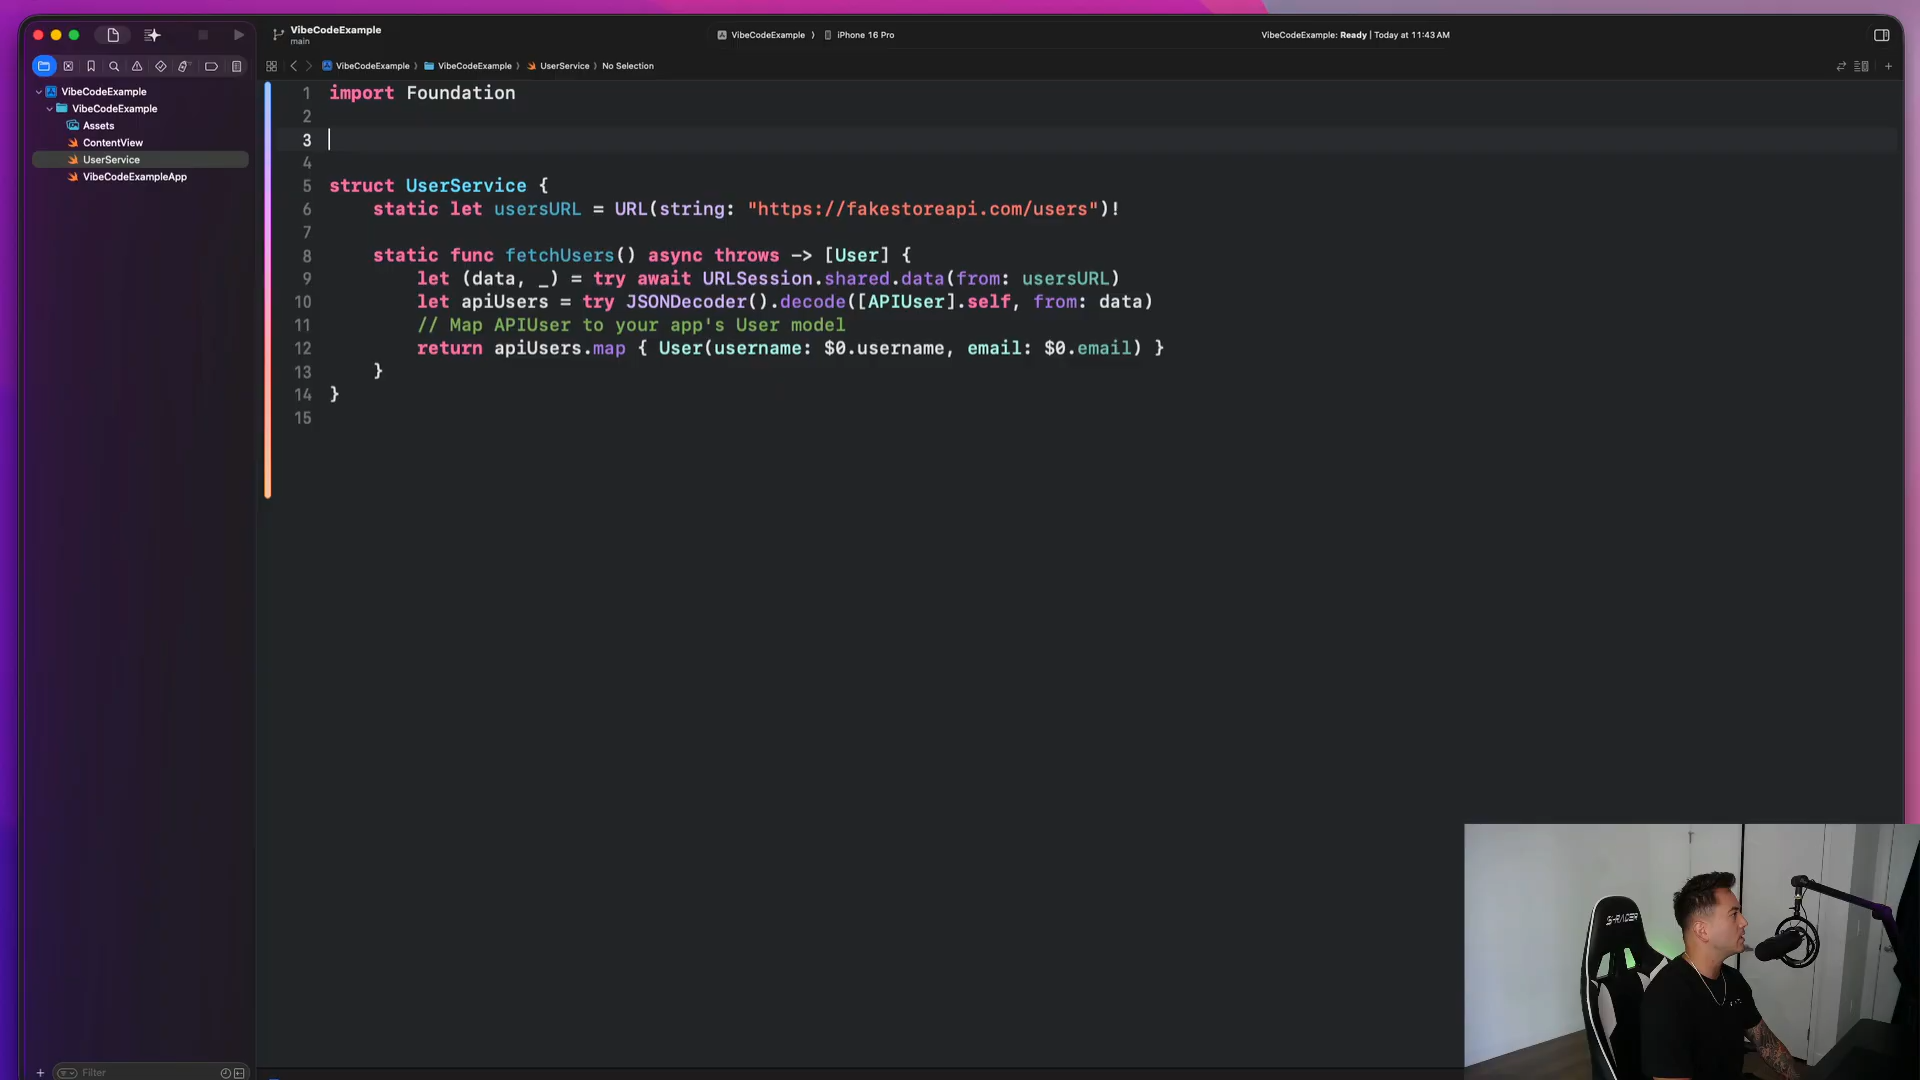 VibeCodeExample
main
VibeCodeExample 〉 iPhone 16 Pro
VibeCodeExample: Ready | Today at 11:43 AM
VibeCodeExample 〉 VibeCodeExample 〉 UserService 〉 No Selection
VibeCodeExample
VibeCodeExample
Assets
ContentView
UserService
VibeCodeExampleApp
1 import Foundation
2
3
4
5 struct UserService {
6 static let usersURL = URL(string: "https://fakestoreapi.com/users")!
7
8 static func fetchUsers() async throws -> [User] {
9 let (data, _) = try await URLSession.shared.data(from: usersURL)
10 let apiUsers = try JSONDecoder().decode([APIUser].self, from: data)
11 // Map APIUser to your app's User model
12 return apiUsers.map { User(username: $0.username, email: $0.email) }
13 }
14 }
15
Filter
S-RACER